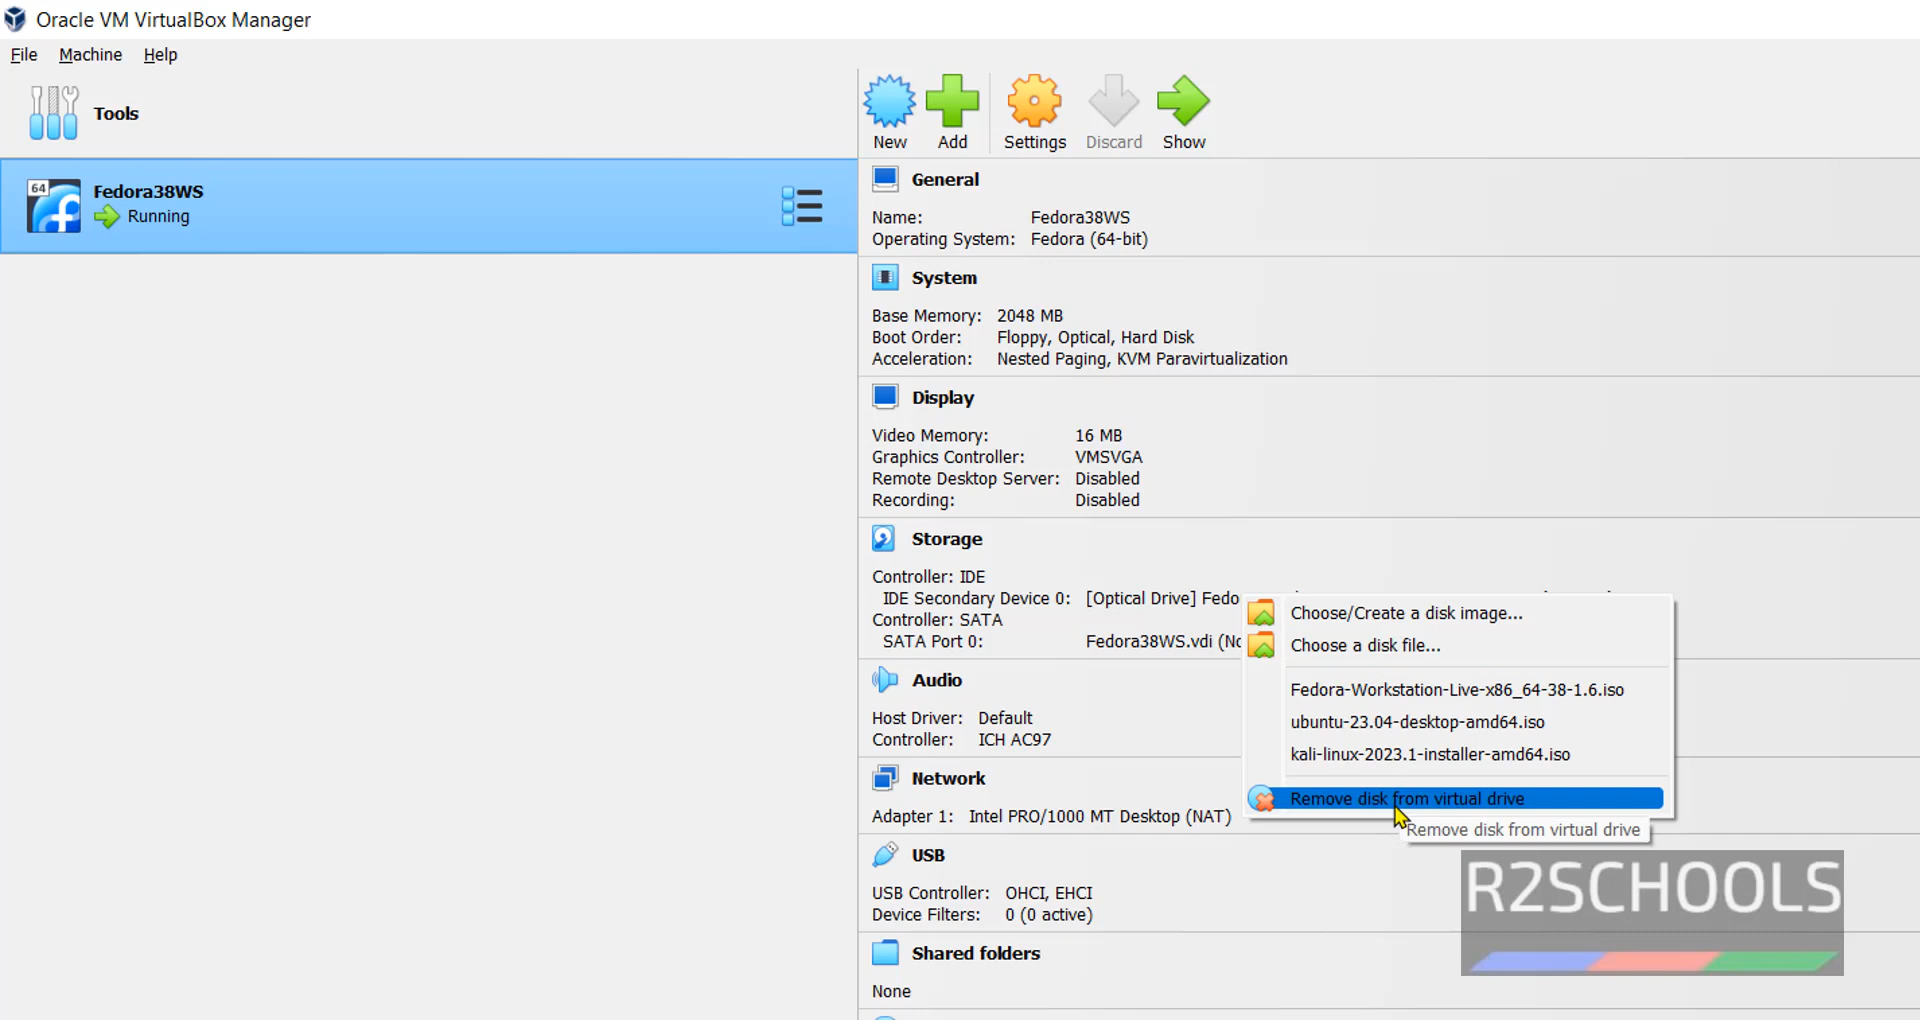 Oracle VM VirtualBox Manager
File Machine Help
Tools
New Add Settings Discard Show
64
Fedora38WS
Running
General
Name: Fedora38WS
Operating System: Fedora (64-bit)
System
Base Memory: 2048 MB
Boot Order: Floppy, Optical, Hard Disk
Acceleration: Nested Paging, KVM Paravirtualization
Display
Video Memory: 16 MB
Graphics Controller: VMSVGA
Remote Desktop Server: Disabled
Recording: Disabled
Storage
Controller: IDE
IDE Secondary Device 0: [Optical Drive] Fedo
Controller: SATA
SATA Port 0: Fedora38WS.vdi (No
Choose/Create a disk image...
Choose a disk file...
Fedora-Workstation-Live-x86_64-38-1.6.iso
ubuntu-23.04-desktop-amd64.iso
kali-linux-2023.1-installer-amd64.iso
Remove disk from virtual drive
Remove disk from virtual drive
Audio
Host Driver: Default
Controller: ICH AC97
Network
Adapter 1: Intel PRO/1000 MT Desktop (NAT)
USB
USB Controller: OHCI, EHCI
Device Filters: 0 (0 active)
Shared folders
None
R2SCHOOLS